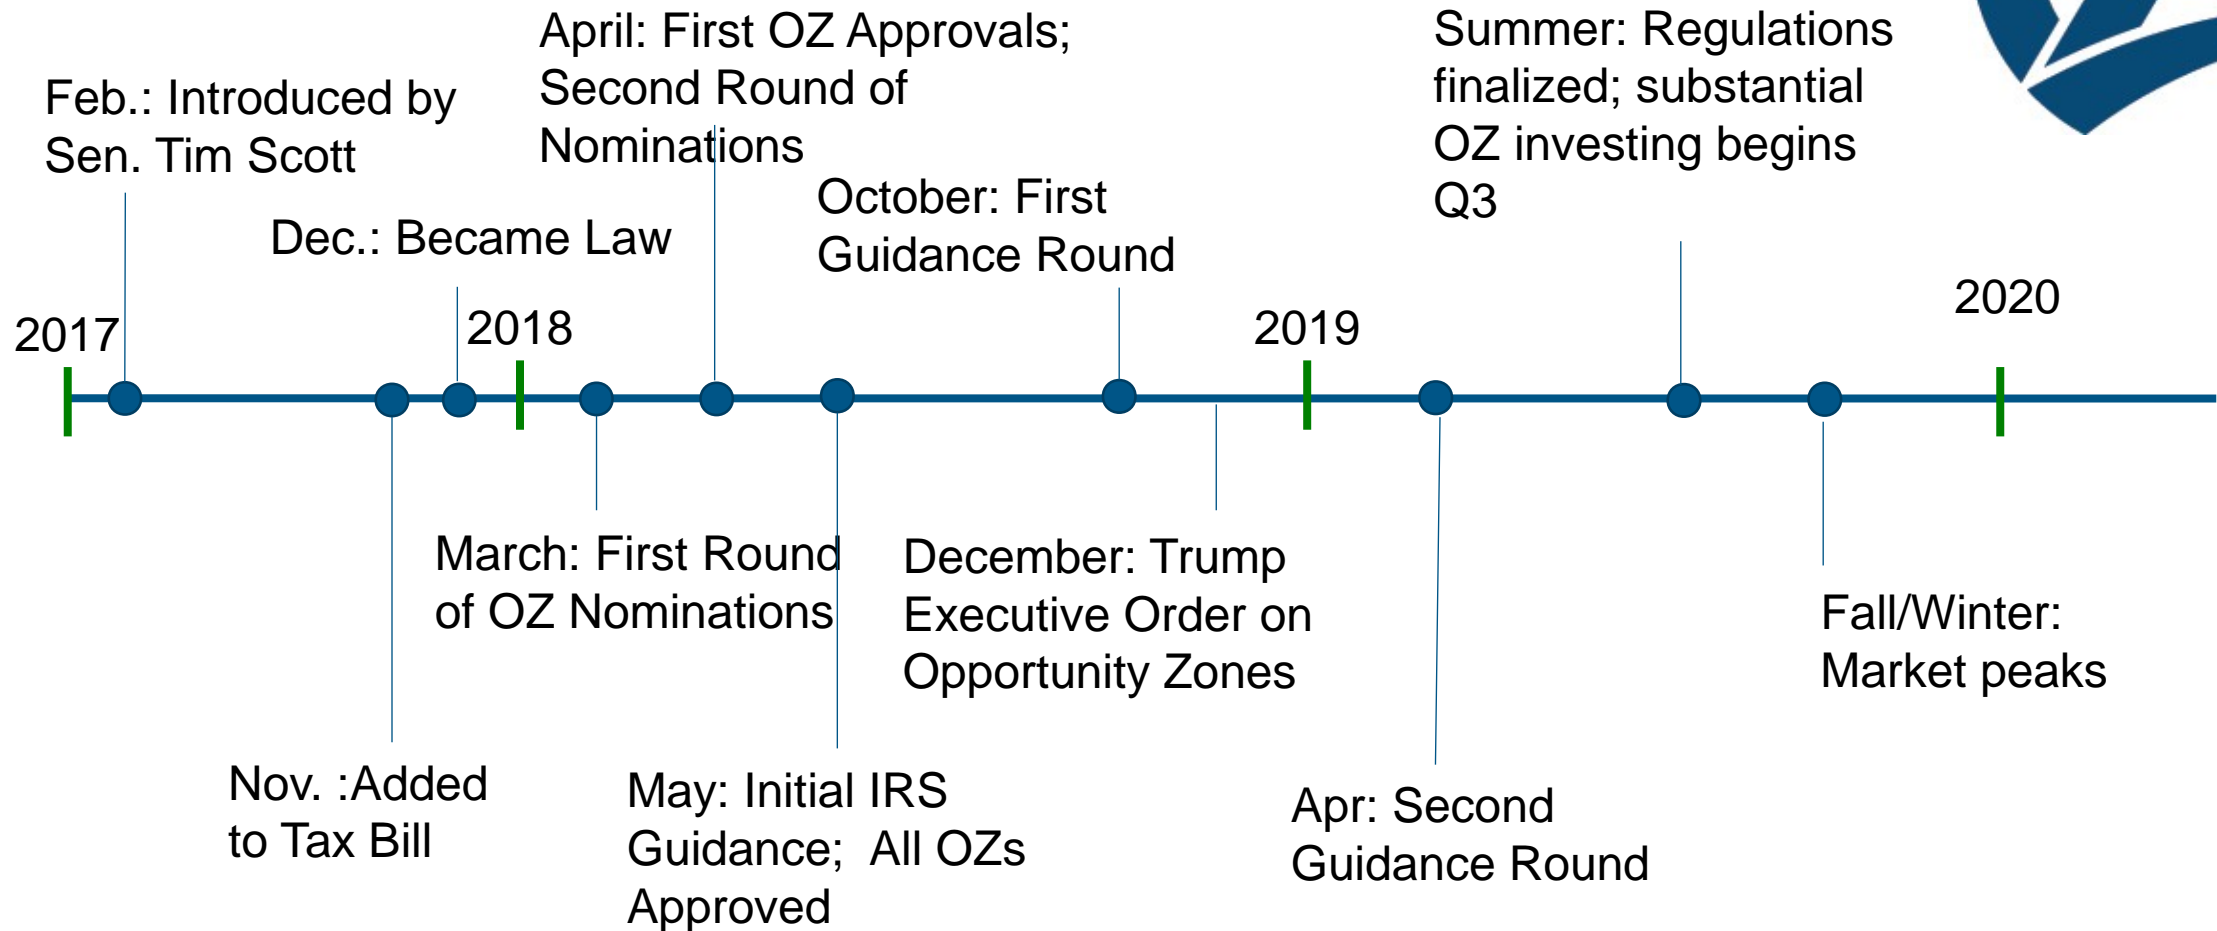 April: First OZ Approvals;
Second Round of
Nominations
Summer: Regulations
finalized; substantial
OZ investing begins
Q3
Feb.: Introduced by
Sen. Tim Scott
October: First
Guidance Round
Dec.: Became Law
2017
2018
2019
2020
March: First Round
of OZ Nominations
December: Trump
Executive Order on
Opportunity Zones
Fall/Winter:
Market peaks
Nov. :Added
to Tax Bill
May: Initial IRS
Guidance;  All OZs
Approved
Apr: Second
Guidance Round